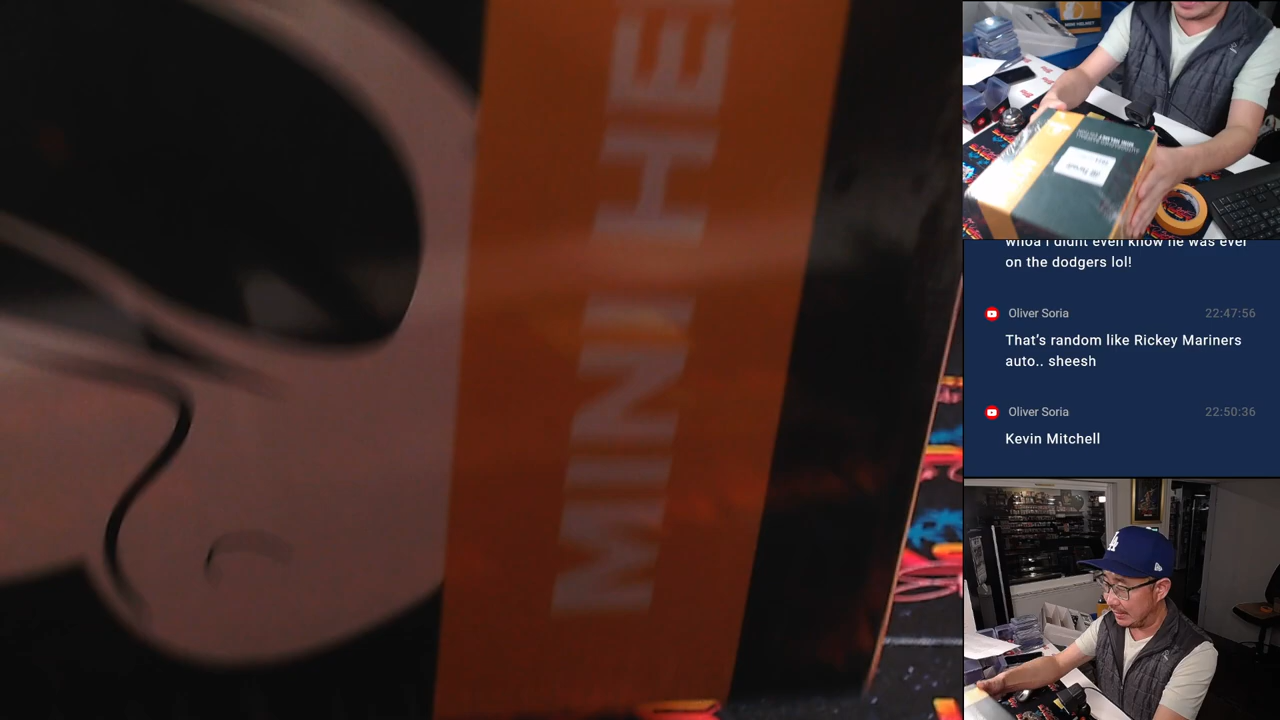 MINI HE
whoa i didnt even know he was ever
on the dodgers lol!
Oliver Soria 22:47:56
That's random like Rickey Mariners
auto.. sheesh
Oliver Soria 22:50:36
Kevin Mitchell
LA